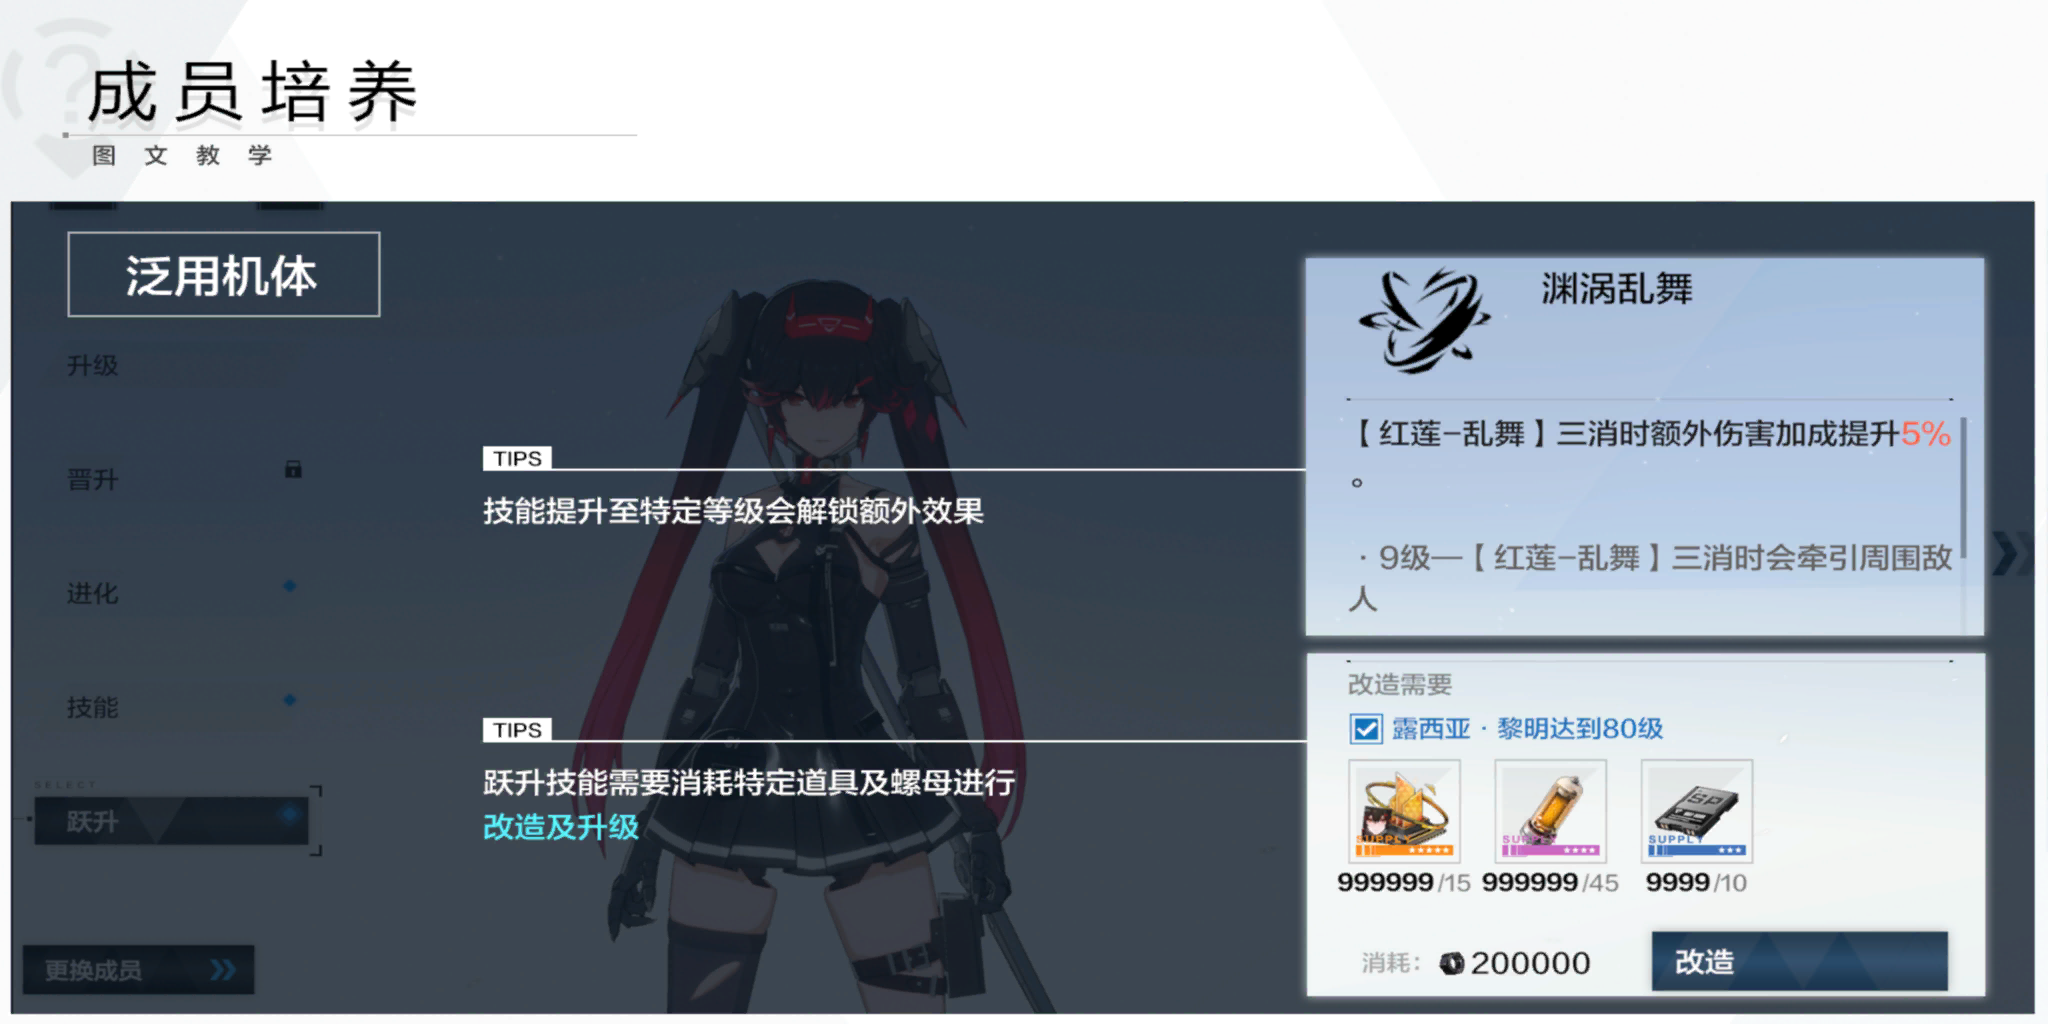 成员培养
图文教学
泛用机体
升级
晋升
进化
技能
SELECT
跃升
更换成员
TIPS
技能提升至特定等级会解锁额外效果
TIPS
跃升技能需要消耗特定道具及螺母进行
改造及升级
渊涡乱舞
【红莲-乱舞】三消时额外伤害加成提升5%
。
· 9级—【红莲-乱舞】三消时会牵引周围敌
人
改造需要
露西亚·黎明达到80级
SUPPLY SUPPLY SUPPLY
999999/15 999999/45 9999/10
消耗: 200000
改造